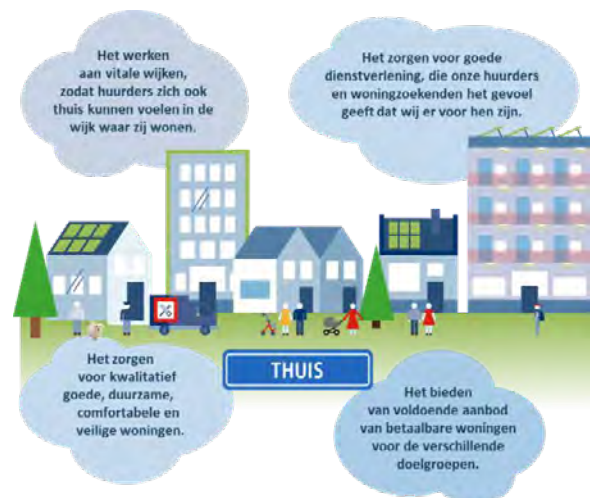 Het werken
aan vitale wijken,
zodat huurders zich ook
thuis kunnen voelen in de
wijk waar zij wonen.
Het zorgen voor goede
dienstverlening, die onze huurders
en woningzoekenden het gevoel
geeft dat wij er voor hen zijn.
%
THUIS
Het zorgen
voor kwalitatief
goede, duurzame,
comfortabele en
veilige woningen.
Het bieden
van voldoende aanbod
van betaalbare woningen
voor de verschillende
doelgroepen.